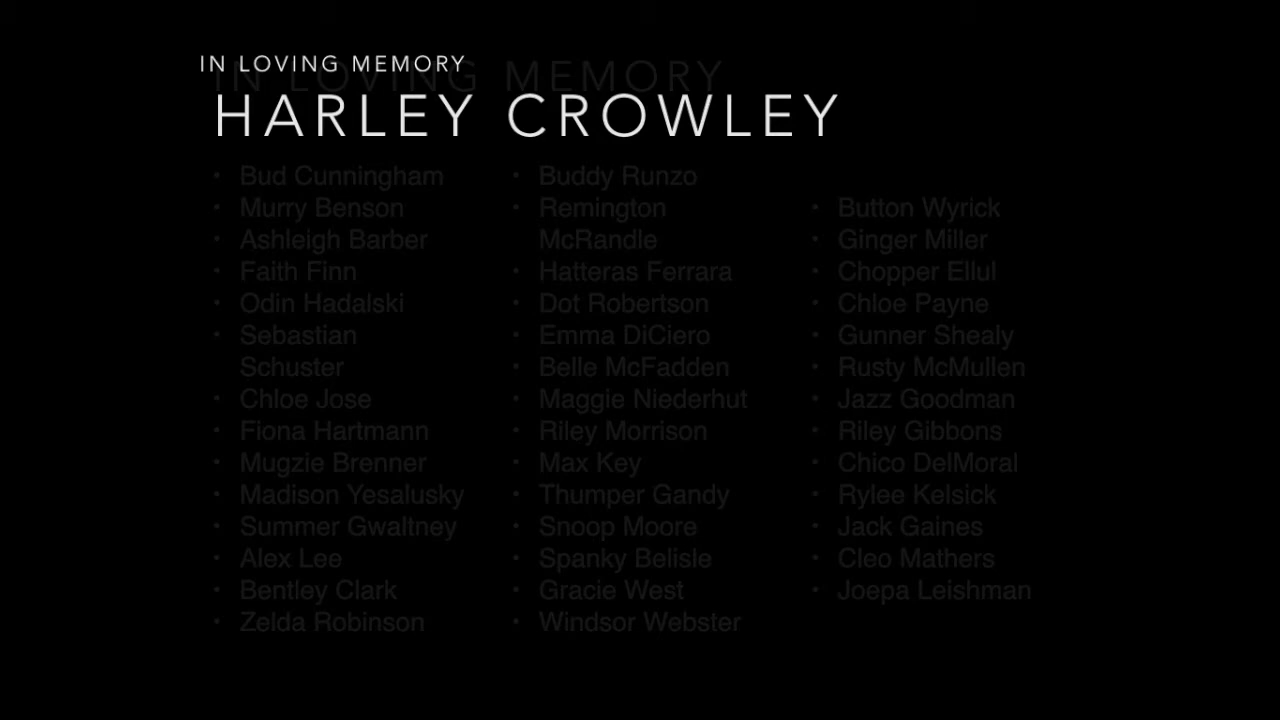 IN LOVING MEMORY
IN LOVING MEMORY
HARLEY CROWLEY
• Bud Cunningham
• Murry Benson
• Ashleigh Barber
• Faith Finn
• Odin Hadalski
• Sebastian
Schuster
• Chloe Jose
• Fiona Hartmann
• Mugzie Brenner
• Madison Yesalusky
• Summer Gwaltney
• Alex Lee
• Bentley Clark
• Zelda Robinson
• Buddy Runzo
• Remington
McRandle
• Hatteras Ferrara
• Dot Robertson
• Emma DiCiero
• Belle McFadden
• Maggie Niederhut
• Riley Morrison
• Max Key
• Thumper Gandy
• Snoop Moore
• Spanky Belisle
• Gracie West
• Windsor Webster
• Button Wyrick
• Ginger Miller
• Chopper Ellul
• Chloe Payne
• Gunner Shealy
• Rusty McMullen
• Jazz Goodman
• Riley Gibbons
• Chico DelMoral
• Rylee Kelsick
• Jack Gaines
• Cleo Mathers
• Joepa Leishman